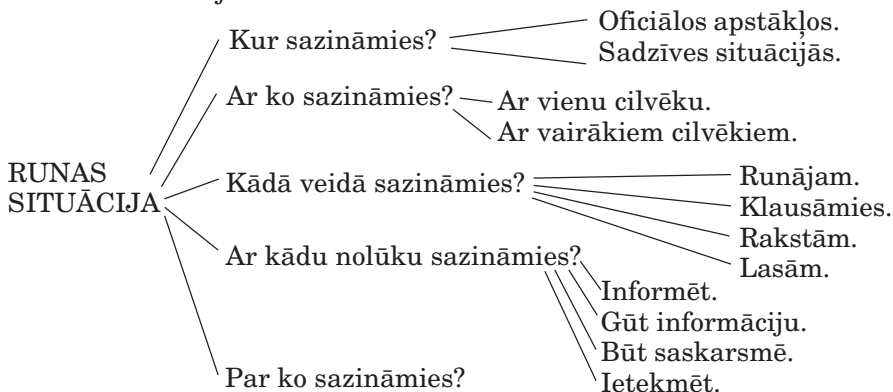 Kur sazināmies?
Oficiālos apstākļos.
Sadzīves situācijās.
Ar ko sazināmies?
Ar vienu cilvēku.
Ar vairākiem cilvēkiem.
RUNAS
SITUĀCIJA
Kādā veidā sazināmies?
Runājam.
Klausāmies.
Rakstām.
Lasām.
Ar kādu nolūku sazināmies?
Informēt.
Gūt informāciju.
Būt saskarsmē.
Ietekmēt.
Par ko sazināmies?